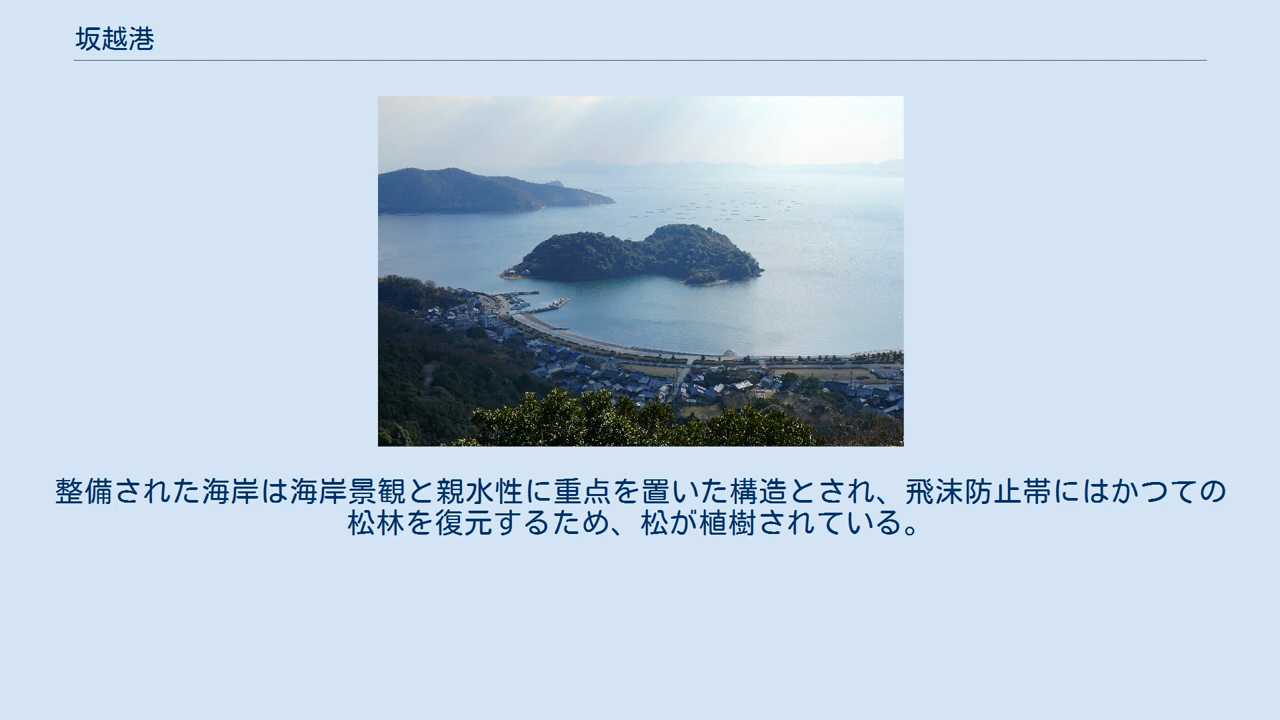 坂越港
整備された海岸は海岸景観と親水性に重点を置いた構造とされ、飛沫防止帯にはかつての
松林を復元するため、松が植樹されている。